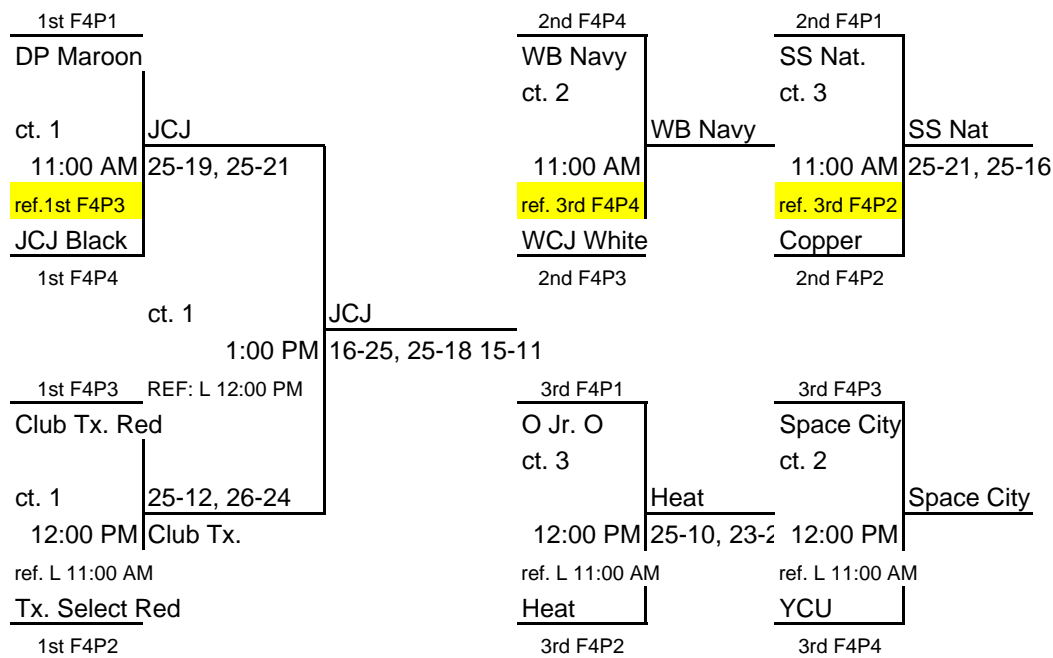 1st F4P1
DP Maroon
ct. 1
JCJ
11:00 AM
25-19, 25-21
ref.1st F4P3
JCJ Black
1st F4P4
ct. 1
JCJ
1:00 PM
16-25, 25-18 15-11
1st F4P3
REF: L 12:00 PM
Club Tx. Red
ct. 1
25-12, 26-24
12:00 PM
Club Tx.
ref. L 11:00 AM
Tx. Select Red
1st F4P2
2nd F4P4
WB Navy
ct. 2
WB Navy
11:00 AM
ref. 3rd F4P4
WCJ White
2nd F4P3
2nd F4P1
SS Nat.
ct. 3
SS Nat
11:00 AM
25-21, 25-16
ref. 3rd F4P2
Copper
2nd F4P2
3rd F4P1
O Jr. O
ct. 3
Heat
12:00 PM
25-10, 23-2
ref. L 11:00 AM
Heat
3rd F4P2
3rd F4P3
Space City
ct. 2
Space City
12:00 PM
ref. L 11:00 AM
YCU
3rd F4P4